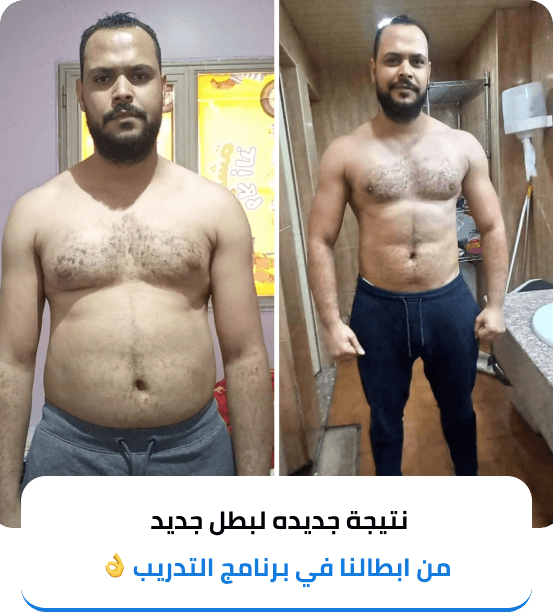 نتيجة جديده لبطل جديد
من ابطالنا في برنامج التدريب 👌